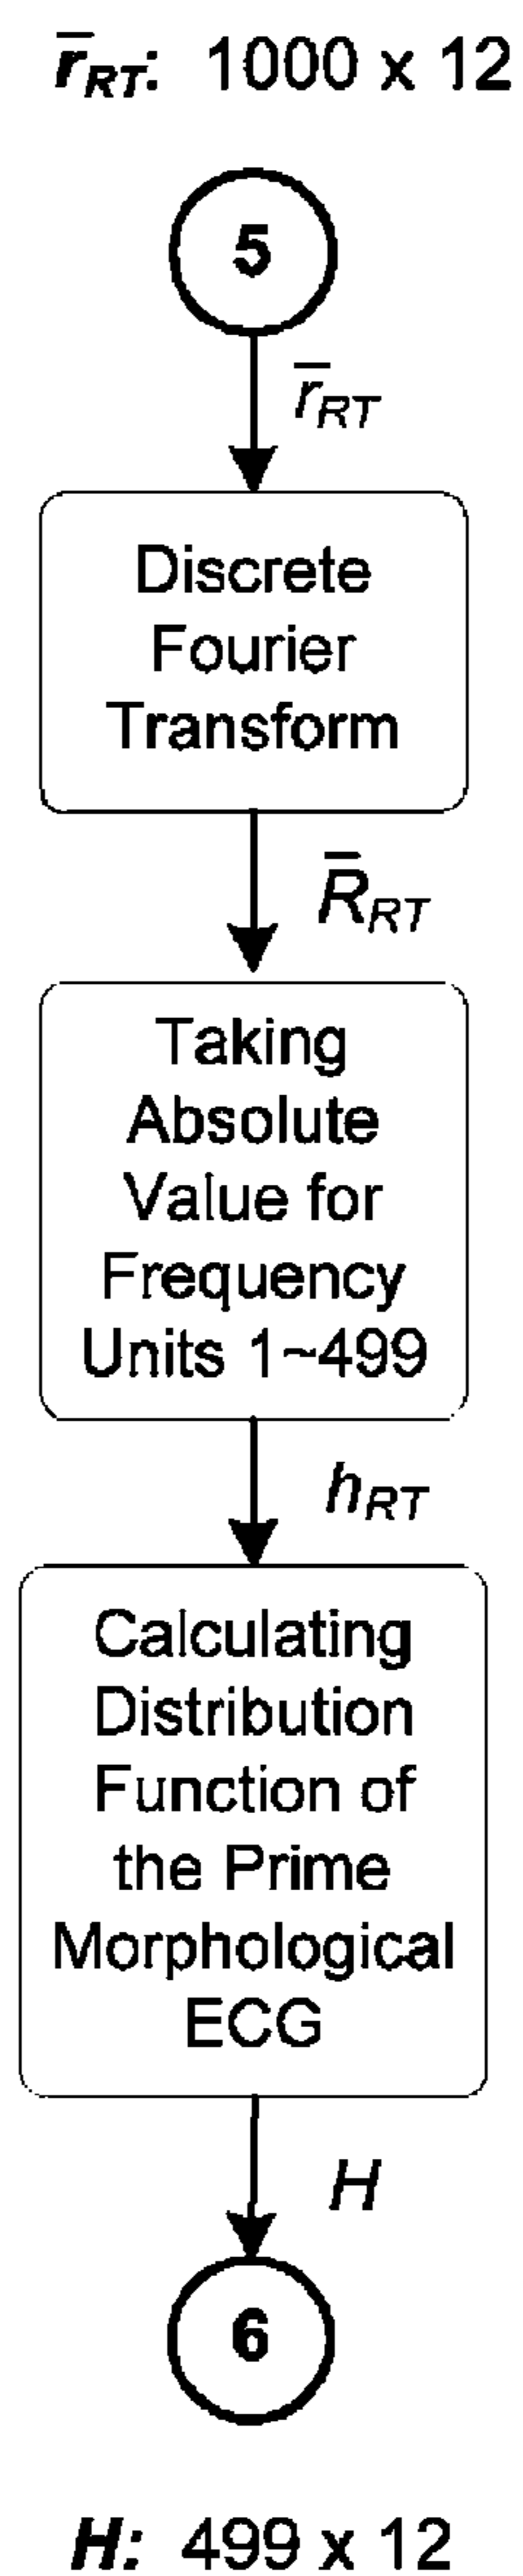 r̅RT: 1000 x 12
5
r̅RT
Discrete
Fourier
Transform
R̅RT
Taking
Absolute
Value for
Frequency
Units 1~499
hRT
Calculating
Distribution
Function of
the Prime
Morphological
ECG
H
6
H: 499 x 12